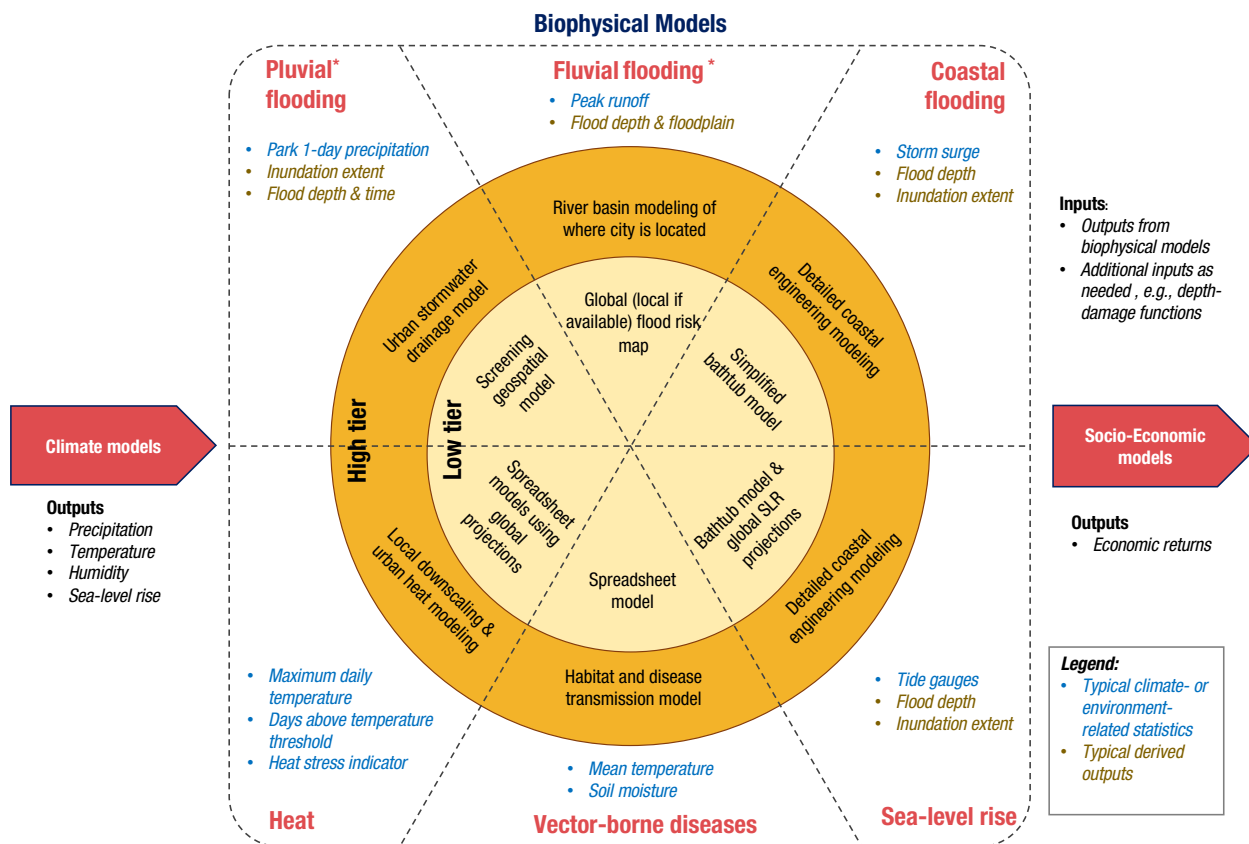 Biophysical Models
Pluvial*
flooding
• Park 1-day precipitation
• Inundation extent
• Flood depth & time
Fluvial flooding *
• Peak runoff
• Flood depth & floodplain
Coastal
flooding
• Storm surge
• Flood depth
• Inundation extent
River basin modeling of
where city is located
Urban stormwater
drainage model
Detailed coastal
engineering modeling
Global (local if
available) flood risk
map
Screening
geospatial
model
Simplified
bathtub model
High tier
Low tier
Spreadsheet
models using
global
projections
Bathtub model &
global SLR
projections
Spreadsheet
model
Local downscaling &
urban heat modeling
Detailed coastal
engineering modeling
Habitat and disease
transmission model
Climate models
Outputs
• Precipitation
• Temperature
• Humidity
• Sea-level rise
Inputs:
• Outputs from
biophysical models
• Additional inputs as
needed , e.g., depth-
damage functions
Socio-Economic
models
Outputs
• Economic returns
• Maximum daily
temperature
• Days above temperature
threshold
• Heat stress indicator
Heat
• Mean temperature
• Soil moisture
Vector-borne diseases
• Tide gauges
• Flood depth
• Inundation extent
Sea-level rise
Legend:
• Typical climate- or
environment-
related statistics
• Typical derived
outputs